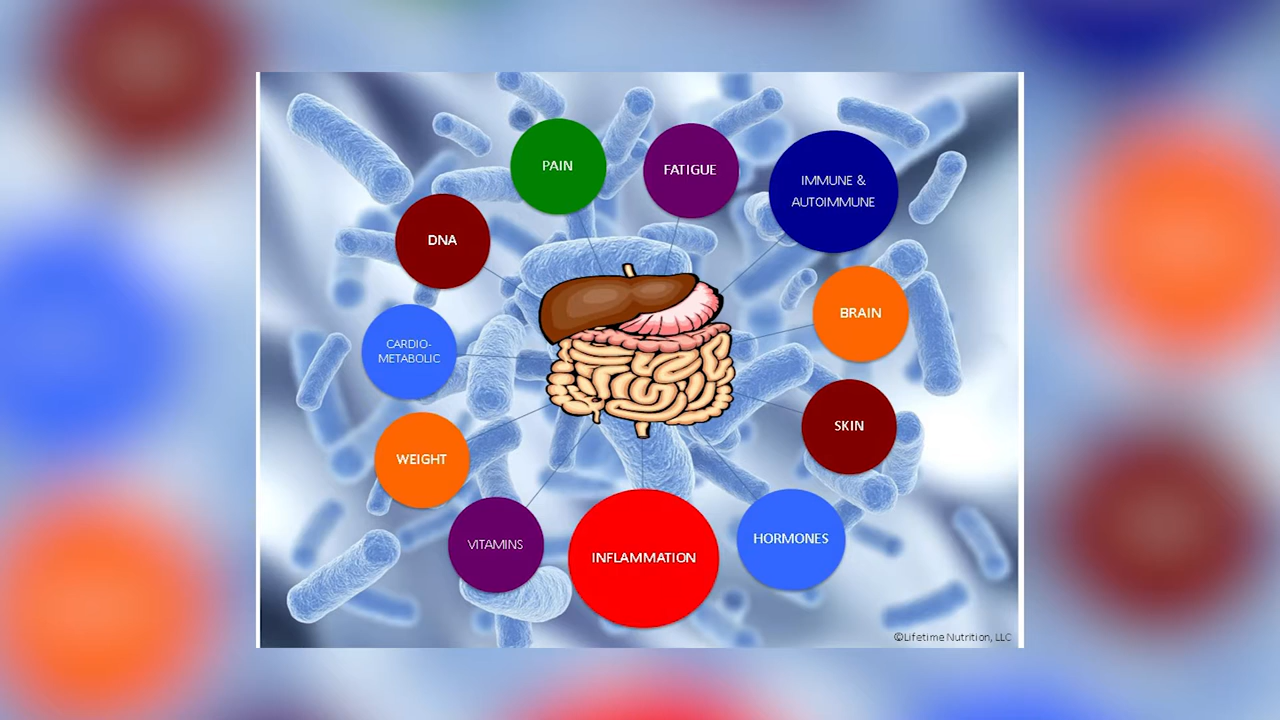 PAIN
FATIGUE
IMMUNE &
AUTOIMMUNE
DNA
BRAIN
CARDIO-
METABOLIC
SKIN
WEIGHT
VITAMINS
INFLAMMATION
HORMONES
©Lifetime Nutrition, LLC